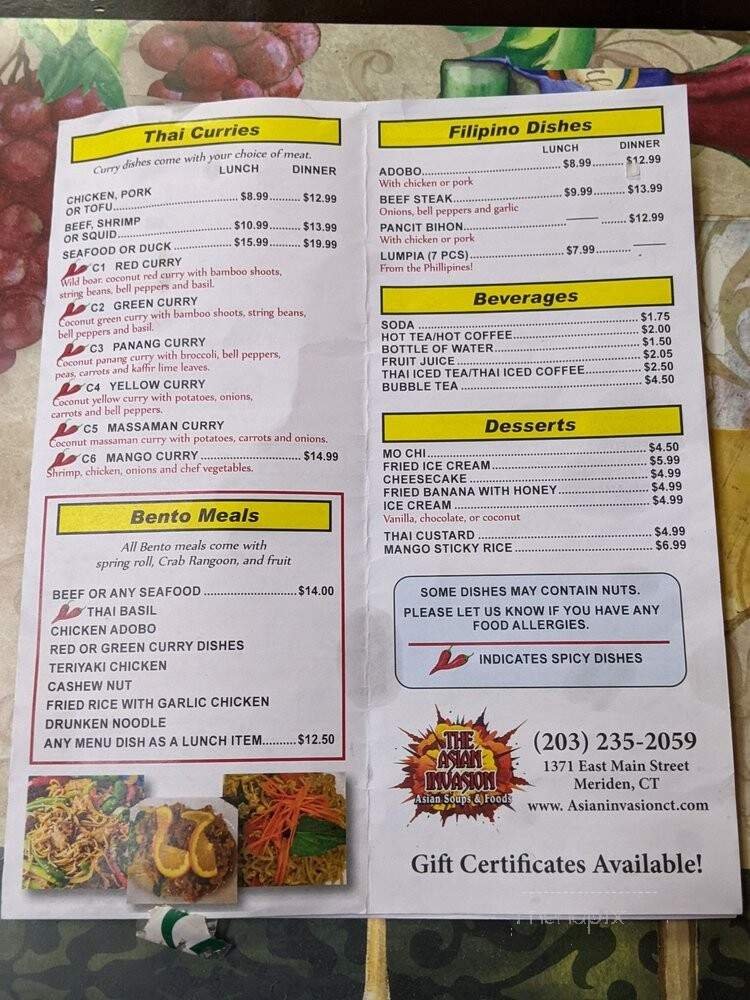 Thai Curries
Curry dishes come with your choice of meat.
LUNCH DINNER
CHICKEN, PORK
OR TOFU..........$8.99..........$12.99
BEEF, SHRIMP
OR SQUID..........$10.99..........$13.99
SEAFOOD OR DUCK..........$15.99..........$19.99
C1 RED CURRY
Wild boar. coconut red curry with bamboo shoots,
string beans, bell peppers and basil.
C2 GREEN CURRY
Coconut green curry with bamboo shoots, string beans,
bell peppers and basil.
C3 PANANG CURRY
Coconut panang curry with broccoli, bell peppers,
peas, carrots and kaffir lime leaves.
C4 YELLOW CURRY
Coconut yellow curry with potatoes, onions,
carrots and bell peppers.
C5 MASSAMAN CURRY
Coconut massaman curry with potatoes, carrots and onions.
C6 MANGO CURRY..........$14.99
Shrimp, chicken, onions and chef vegetables.
Bento Meals
All Bento meals come with
spring roll, Crab Rangoon, and fruit
BEEF OR ANY SEAFOOD..........$14.00
THAI BASIL
CHICKEN ADOBO
RED OR GREEN CURRY DISHES
TERIYAKI CHICKEN
CASHEW NUT
FRIED RICE WITH GARLIC CHICKEN
DRUNKEN NOODLE
ANY MENU DISH AS A LUNCH ITEM..........$12.50
Filipino Dishes
LUNCH DINNER
ADOBO..........$8.99..........$12.99
With chicken or pork
BEEF STEAK..........$9.99..........$13.99
Onions, bell peppers and garlic
PANCIT BIHON..........——..........$12.99
With chicken or pork
LUMPIA (7 PCS)..........$7.99..........——
From the Phillipines!
Beverages
SODA..........$1.75
HOT TEA/HOT COFFEE..........$2.00
BOTTLE OF WATER..........$1.50
FRUIT JUICE..........$2.05
THAI ICED TEA/THAI ICED COFFEE..........$2.50
BUBBLE TEA..........$4.50
Desserts
MO CHI..........$4.50
FRIED ICE CREAM..........$5.99
CHEESECAKE..........$4.99
FRIED BANANA WITH HONEY..........$4.99
ICE CREAM..........$4.99
Vanilla, chocolate, or coconut
THAI CUSTARD..........$4.99
MANGO STICKY RICE..........$6.99
SOME DISHES MAY CONTAIN NUTS.
PLEASE LET US KNOW IF YOU HAVE ANY
FOOD ALLERGIES.
INDICATES SPICY DISHES
THE
ASIAN
INVASION
Asian Soups & Foods
(203) 235-2059
1371 East Main Street
Meriden, CT
www. Asianinvasionct.com
Gift Certificates Available!
menupix